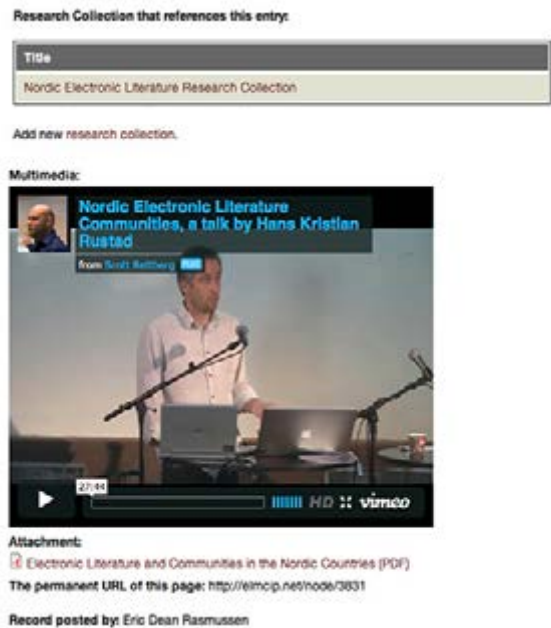 Research Collection that references this entry:
Title
Nordic Electronic Literature Research Collection
Add new research collection.
Multimedia:
Nordic Electronic Literature
Communities, a talk by Hans Kristian
Rustad
from Scott Rettberg PLUS
27:44
HD vimeo
Attachment:
Electronic Literature and Communities in the Nordic Countries (PDF)
The permanent URL of this page: http://elmcip.net/node/3831
Record posted by: Eric Dean Rasmussen